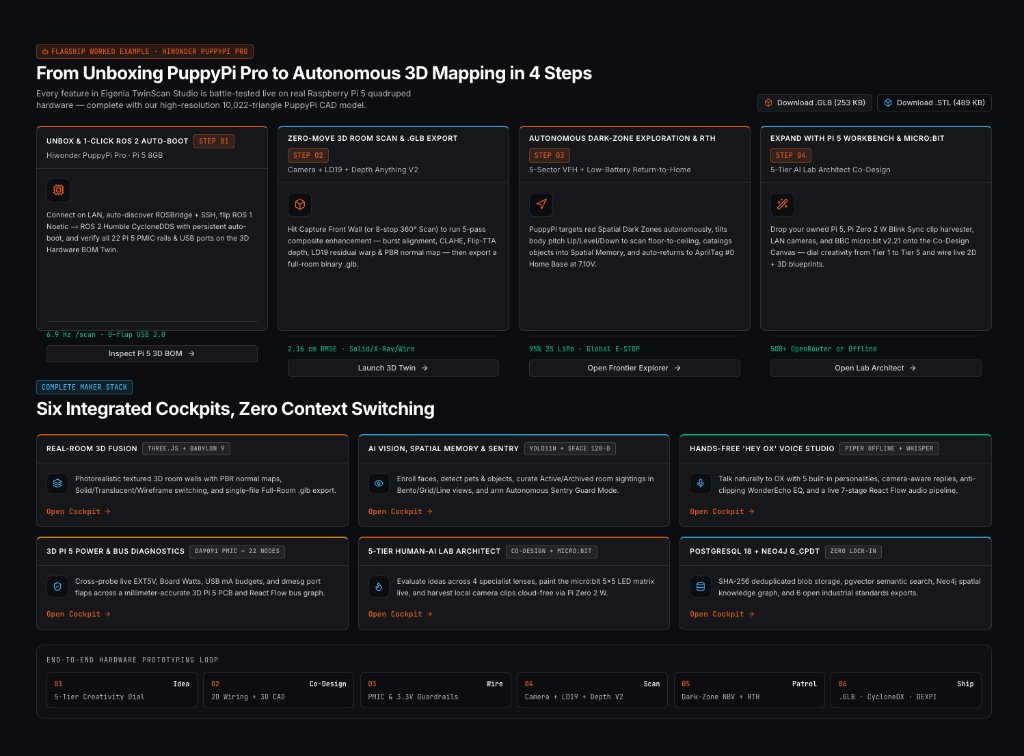 FLAGSHIP WORKED EXAMPLE · HIWONDER PUPPYPI PRO
From Unboxing PuppyPi Pro to Autonomous 3D Mapping in 4 Steps
Every feature in Eigenia TwinScan Studio is battle-tested live on real Raspberry Pi 5 quadruped
hardware — complete with our high-resolution 10,022-triangle PuppyPi CAD model.
Download .GLB (253 KB)
Download .STL (489 KB)
UNBOX & 1-CLICK ROS 2 AUTO-BOOT STEP 01
Hiwonder PuppyPi Pro · Pi 5 8GB
Connect on LAN, auto-discover ROSBridge + SSH, flip ROS 1
Noetic → ROS 2 Humble CycloneDDS with persistent auto-
boot, and verify all 22 Pi 5 PMIC rails & USB ports on the 3D
Hardware BOM Twin.
6.9 Hz /scan · 0-flap USB 2.0
Inspect Pi 5 3D BOM →
ZERO-MOVE 3D ROOM SCAN & .GLB EXPORT
STEP 02
Camera + LD19 + Depth Anything V2
Hit Capture Front Wall (or 8-stop 360° Scan) to run 5-pass
composite enhancement — burst alignment, CLAHE, Flip-TTA
depth, LD19 residual warp & PBR normal map — then export a
full-room binary .glb.
2.16 cm RMSE · Solid/X-Ray/Wire
Launch 3D Twin →
AUTONOMOUS DARK-ZONE EXPLORATION & RTH
STEP 03
5-Sector VFH + Low-Battery Return-to-Home
PuppyPi targets red Spatial Dark Zones autonomously, tilts
body pitch Up/Level/Down to scan floor-to-ceiling, catalogs
objects into Spatial Memory, and auto-returns to AprilTag #0
Home Base at 7.10V.
95% 2S LiPo · Global E-STOP
Open Frontier Explorer →
EXPAND WITH PI 5 WORKBENCH & MICRO:BIT
STEP 04
5-Tier AI Lab Architect Co-Design
Drop your owned Pi 5, Pi Zero 2 W Blink Sync clip harvester,
LAN cameras, and BBC micro:bit v2.21 onto the Co-Design
Canvas — dial creativity from Tier 1 to Tier 5 and wire live 2D
+ 3D blueprints.
500+ OpenRouter or Offline
Open Lab Architect →
COMPLETE MAKER STACK
Six Integrated Cockpits, Zero Context Switching
REAL-ROOM 3D FUSION THREE.JS + BABYLON 9
Photorealistic textured 3D room walls with PBR normal maps,
Solid/Translucent/Wireframe switching, and single-file Full-Room .glb export.
Open Cockpit →
AI VISION, SPATIAL MEMORY & SENTRY YOLO11N + SFACE 128-D
Enroll faces, detect pets & objects, curate Active/Archived room sightings in
Bento/Grid/Line views, and arm Autonomous Sentry Guard Mode.
Open Cockpit →
HANDS-FREE 'HEY OX' VOICE STUDIO PIPER OFFLINE + WHISPER
Talk naturally to OX with 5 built-in personalities, camera-aware replies, anti-
clipping WonderEcho EQ, and a live 7-stage React Flow audio pipeline.
Open Cockpit →
3D PI 5 POWER & BUS DIAGNOSTICS DA9091 PMIC + 22 NODES
Cross-probe live EXT5V, Board Watts, USB mA budgets, and dmesg port
flaps across a millimeter-accurate 3D Pi 5 PCB and React Flow bus graph.
Open Cockpit →
5-TIER HUMAN-AI LAB ARCHITECT CO-DESIGN + MICRO:BIT
Evaluate ideas across 4 specialist lenses, paint the micro:bit 5×5 LED matrix
live, and harvest local camera clips cloud-free via Pi Zero 2 W.
Open Cockpit →
POSTGRESQL 18 + NEO4J G_CPDT ZERO LOCK-IN
SHA-256 deduplicated blob storage, pgvector semantic search, Neo4j spatial
knowledge graph, and 6 open industrial standards exports.
Open Cockpit →
END-TO-END HARDWARE PROTOTYPING LOOP
01 Idea
5-Tier Creativity Dial
02 Co-Design
2D Wiring + 3D CAD
03 Wire
PMIC & 3.3V Guardrails
04 Scan
Camera + LD19 + Depth V2
05 Patrol
Dark-Zone NBV + RTH
06 Ship
.GLB · CycloneDX · DEXPI